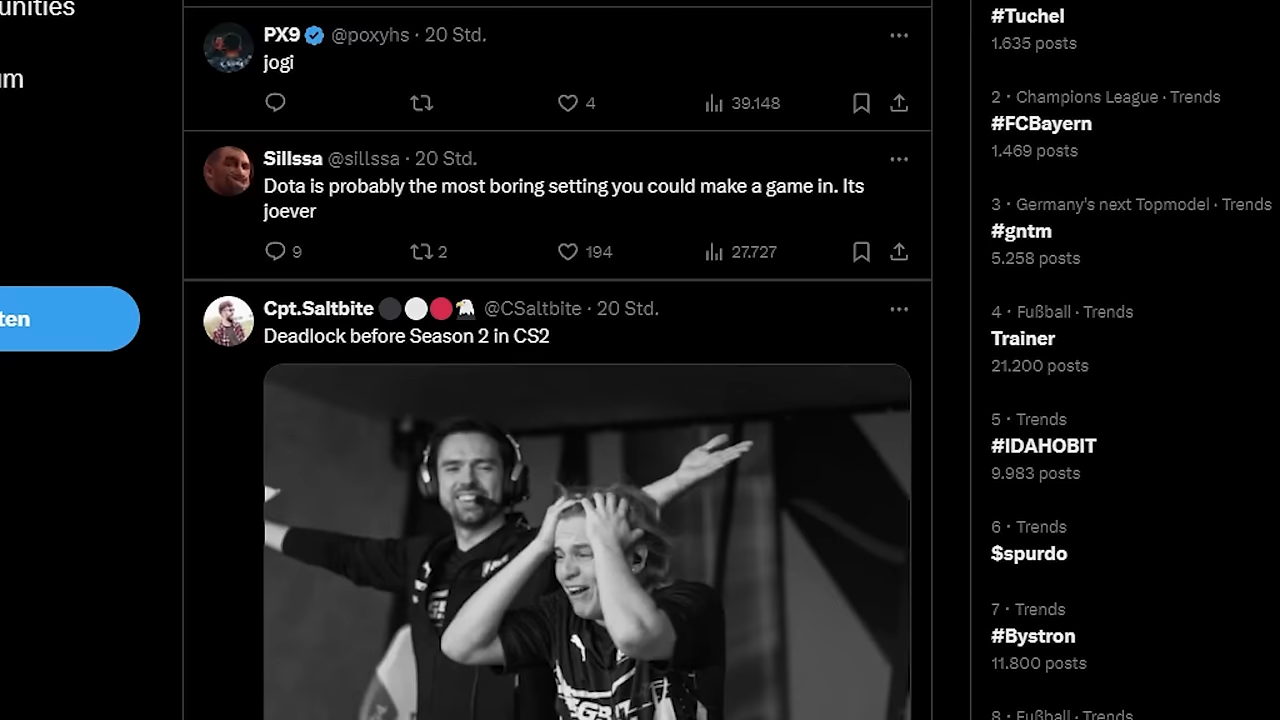 unities
um
ten
PX9 @poxyhs · 20 Std.
jogi
4
39.148
Sillssa @sillssa · 20 Std.
Dota is probably the most boring setting you could make a game in. Its
joever
9
2
194
27.727
Cpt.Saltbite @CSaltbite · 20 Std.
Deadlock before Season 2 in CS2
#Tuchel
1.635 posts
2 · Champions League · Trends
#FCBayern
1.469 posts
3 · Germany's next Topmodel · Trends
#gntm
5.258 posts
4 · Fußball · Trends
Trainer
21.200 posts
5 · Trends
#IDAHOBIT
9.983 posts
6 · Trends
$spurdo
7 · Trends
#Bystron
11.800 posts
8 · Fußball · Trends